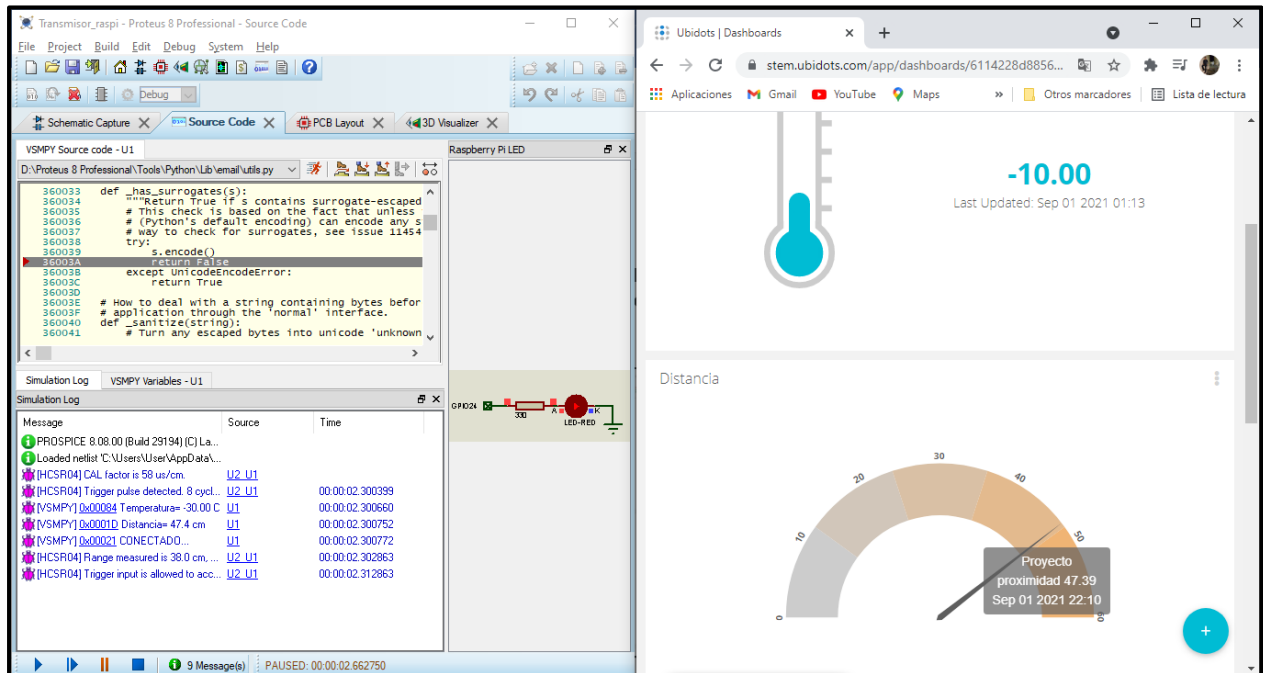 Transmisor_raspi - Proteus 8 Professional - Source Code
File Project Build Edit Debug System Help
Debug
Schematic Capture
Source Code
PCB Layout
3D Visualizer
VSMPY Source code - U1
D:\Proteus 8 Professional\Tools\Python\Lib\email\utils.py
360033 def _has_surrogates(s):
360034 """Return True if s contains surrogate-escaped
360035 # This check is based on the fact that unless
360036 # (Python's default encoding) can encode any s
360037 # way to check for surrogates, see issue 11454
360038 try:
360039 s.encode()
36003A return False
36003B except UnicodeEncodeError:
36003C return True
36003D
36003E # How to deal with a string containing bytes befor
36003F # application through the 'normal' interface.
360040 def _sanitize(string):
360041 # Turn any escaped bytes into unicode 'unknown
Simulation Log
VSMPY Variables - U1
Simulation Log
Message Source Time
PROSPICE 8.08.00 (Build 29194) (C) La...
Loaded netlist 'C:\Users\User\AppData\...
[HCSR04] CAL factor is 58 us/cm. U2_U1
[HCSR04] Trigger pulse detected. 8 cycl... U2_U1 00:00:02.300399
[VSMPY] 0x00084 Temperatura= -30.00 C U1 00:00:02.300660
[VSMPY] 0x0001D Distancia= 47.4 cm U1 00:00:02.300752
[VSMPY] 0x00021 CONECTADO... U1 00:00:02.300772
[HCSR04] Range measured is 38.0 cm, ... U2_U1 00:00:02.302863
[HCSR04] Trigger input is allowed to acc... U2_U1 00:00:02.312863
9 Message(s) PAUSED: 00:00:02.662750
Raspberry Pi LED
GPIO24
330
A
K
LED-RED
Ubidots | Dashboards
stem.ubidots.com/app/dashboards/6114228d8856...
Aplicaciones Gmail YouTube Maps » Otros marcadores Lista de lectura
-10.00
Last Updated: Sep 01 2021 01:13
Distancia
0
10
20
30
40
50
60
Proyecto
proximidad 47.39
Sep 01 2021 22:10
+